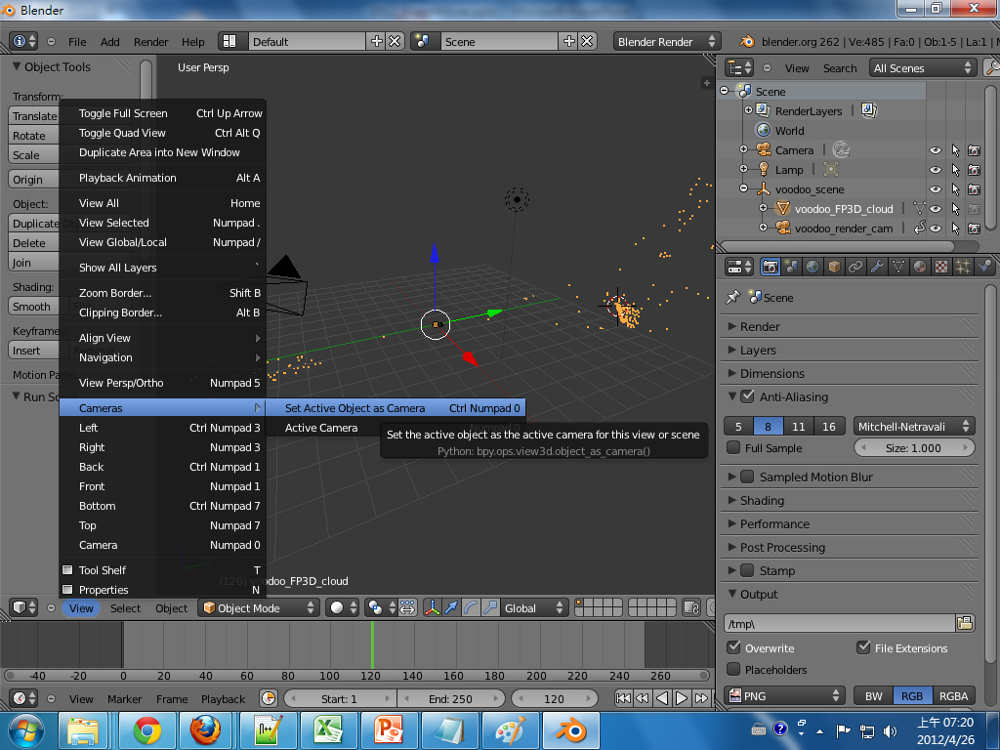 Blender
File Add Render Help Default Scene Blender Render blender.org 262 | Ve:485 | Fa:0 | Ob:1-5 | La:1 |
Object Tools
Transform:
Translate
Rotate
Scale
Origin
Object:
Delete
Join
Shading:
Smooth
Insert
User Persp
Toggle Full Screen Ctrl Up Arrow
Toggle Quad View Ctrl Alt Q
Duplicate Area into New Window
Playback Animation Alt A
View All Home
View Selected Numpad .
View Global/Local Numpad /
Show All Layers `
Zoom Border... Shift B
Clipping Border... Alt B
Align View
Navigation
View Persp/Ortho Numpad 5
Cameras
Left Ctrl Numpad 3
Right Numpad 3
Back Ctrl Numpad 1
Front Numpad 1
Bottom Ctrl Numpad 7
Top Numpad 7
Camera Numpad 0
Tool Shelf T
Properties N
Set Active Object as Camera Ctrl Numpad 0
Active Camera
Set the active object as the active camera for this view or scene
Python: bpy.ops.view3d.object_as_camera()
(120) voodoo_FP3D_cloud
View Select Object Object Mode Global
-40 -20 0 20 40 60 80 100 120 140 160 180 200 220 240 260
View Marker Frame Playback Start: 1 End: 250 120
View Search All Scenes
Scene
RenderLayers |
World
Camera |
Lamp |
voodoo_scene
voodoo_FP3D_cloud |
voodoo_render_cam |
Scene
Render
Layers
Dimensions
Anti-Aliasing
5 8 11 16 Mitchell-Netravali
Full Sample Size: 1.000
Sampled Motion Blur
Shading
Performance
Post Processing
Stamp
Output
/tmp\
Overwrite File Extensions
Placeholders
PNG BW RGB RGBA
上午 07:20
2012/4/26